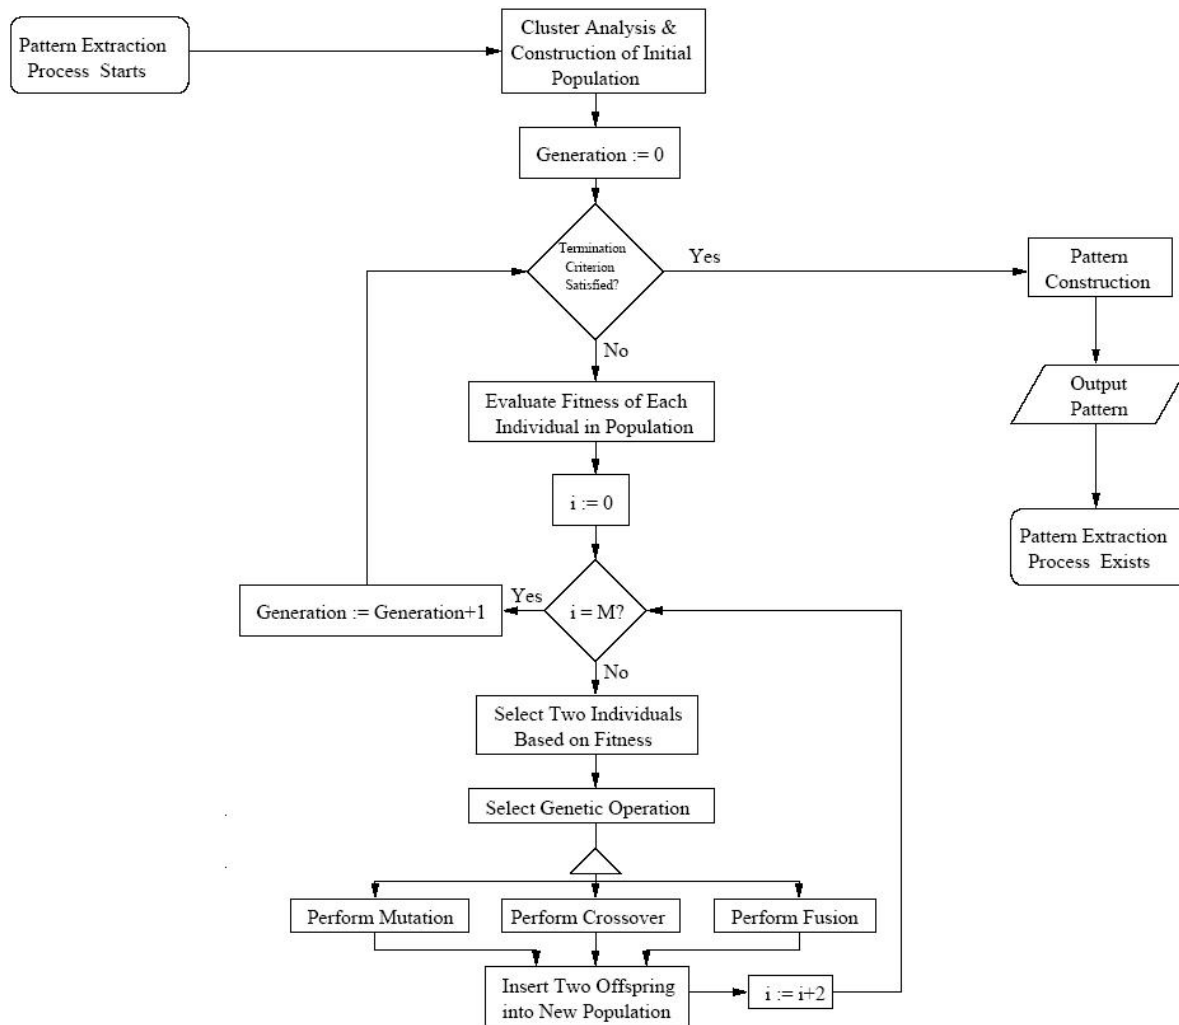 Pattern Extraction
Process Starts
Cluster Analysis &
Construction of Initial
Population
Generation := 0
Termination
Criterion
Satisfied?
Yes
Pattern
Construction
No
Output
Pattern
Evaluate Fitness of Each
Individual in Population
i := 0
Pattern Extraction
Process Exists
Generation := Generation+1
Yes
i = M?
No
Select Two Individuals
Based on Fitness
Select Genetic Operation
Perform Mutation
Perform Crossover
Perform Fusion
Insert Two Offspring
into New Population
i := i+2